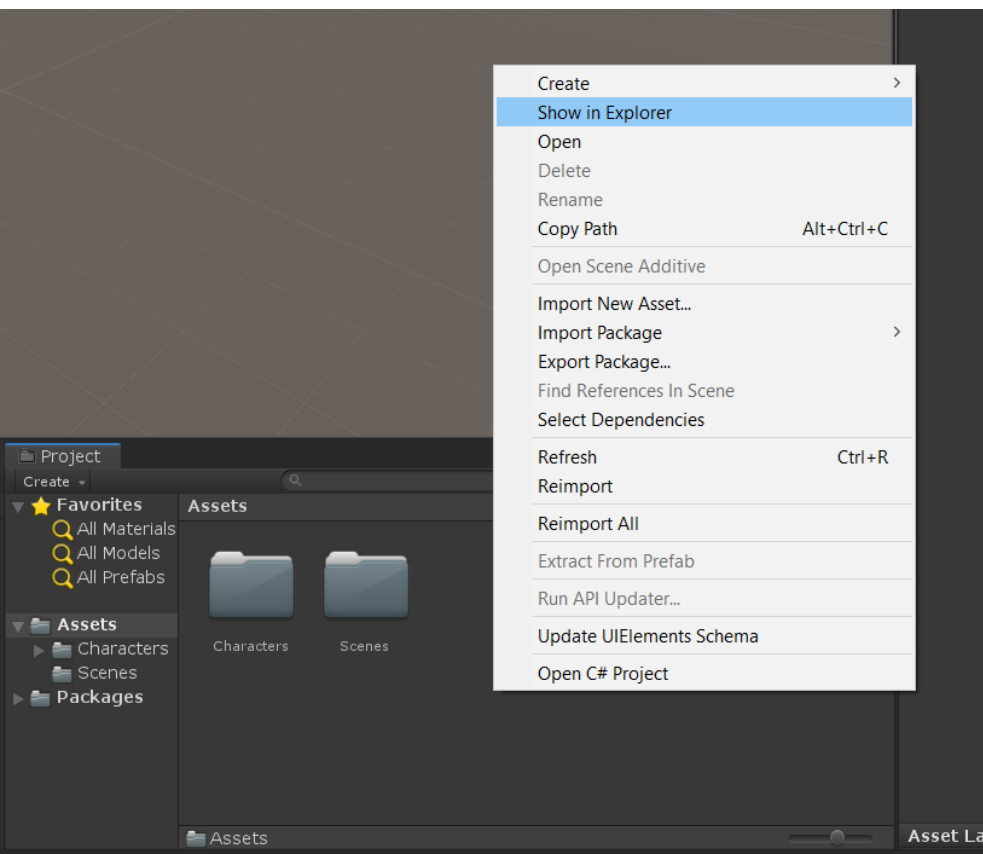 Create
Show in Explorer
Open
Delete
Rename
Copy Path Alt+Ctrl+C
Open Scene Additive
Import New Asset...
Import Package
Export Package...
Find References In Scene
Select Dependencies
Refresh Ctrl+R
Reimport
Reimport All
Extract From Prefab
Run API Updater...
Update UIElements Schema
Open C# Project
Project
Create
Favorites
All Materials
All Models
All Prefabs
Assets
Characters
Scenes
Packages
Assets
Characters Scenes
Assets
Asset La